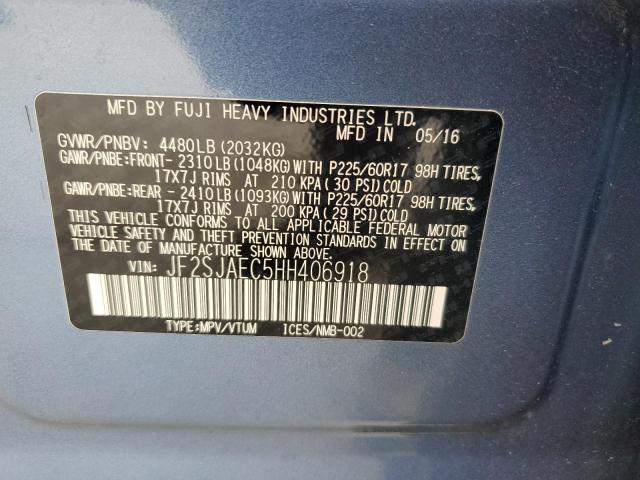 MFD BY FUJI HEAVY INDUSTRIES LTD.
MFD IN 05/16
GVWR/PNBV: 4480LB (2032KG)
GAWR/PNBE:FRONT- 2310LB (1048KG) WITH P225/60R17 98H TIRES,
17X7J RIMS AT 210 KPA (30 PSI) COLD
GAWR/PNBE:REAR - 2410LB (1093KG) WITH P225/60R17 98H TIRES,
17X7J RIMS AT 200 KPA (29 PSI) COLD
THIS VEHICLE CONFORMS TO ALL APPLICABLE FEDERAL MOTOR
VEHICLE SAFETY AND THEFT PREVENTION STANDARDS IN EFFECT
ON THE DATE OF MANUFACTURE SHOWN ABOVE.
VIN: JF2SJAEC5HH406918
TYPE:MPV/VTUM ICES/NMB-002